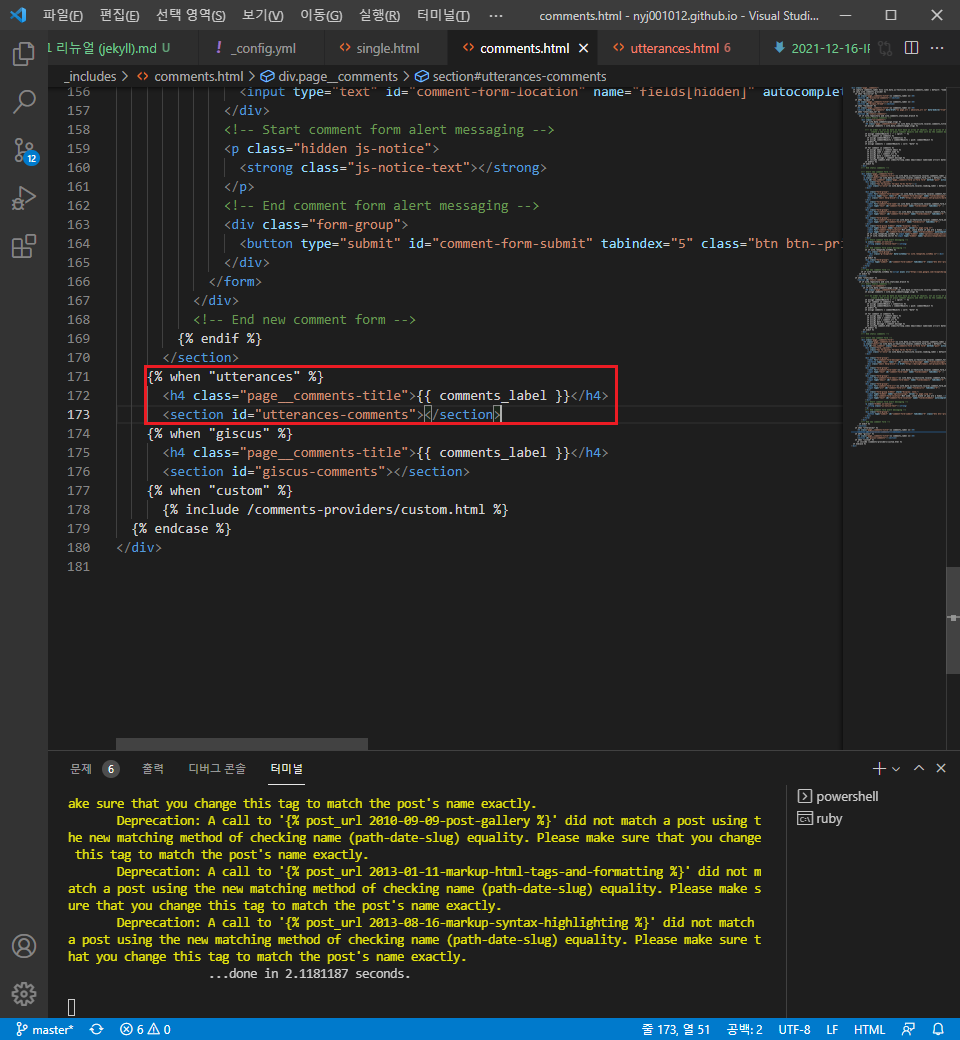 파일(F) 편집(E) 선택 영역(S) 보기(V) 이동(G) 실행(R) 터미널(T) ··· comments.html - nyj001012.github.io - Visual Studi...
리뉴얼 (jekyll).md U ! _config.yml <> single.html <> comments.html <> utterances.html 6 2021-12-16-
_includes > <> comments.html > div.page__comments > section#utterances-comments
156 <input type="text" id="comment-form-location" name="fields[hidden]" autocomplet
157 </div>
158 <!-- Start comment form alert messaging -->
159 <p class="hidden js-notice">
160 <strong class="js-notice-text"></strong>
161 </p>
162 <!-- End comment form alert messaging -->
163 <div class="form-group">
164 <button type="submit" id="comment-form-submit" tabindex="5" class="btn btn--pri
165 </div>
166 </form>
167 </div>
168 <!-- End new comment form -->
169 {% endif %}
170 </section>
171 {% when "utterances" %}
172 <h4 class="page__comments-title">{{ comments_label }}</h4>
173 <section id="utterances-comments"></section>
174 {% when "giscus" %}
175 <h4 class="page__comments-title">{{ comments_label }}</h4>
176 <section id="giscus-comments"></section>
177 {% when "custom" %}
178 {% include /comments-providers/custom.html %}
179 {% endcase %}
180 </div>
181
12
문제 6 출력 디버그 콘솔 터미널
ake sure that you change this tag to match the post's name exactly.
Deprecation: A call to '{% post_url 2010-09-09-post-gallery %}' did not match a post using t
he new matching method of checking name (path-date-slug) equality. Please make sure that you change
this tag to match the post's name exactly.
Deprecation: A call to '{% post_url 2013-01-11-markup-html-tags-and-formatting %}' did not m
atch a post using the new matching method of checking name (path-date-slug) equality. Please make s
ure that you change this tag to match the post's name exactly.
Deprecation: A call to '{% post_url 2013-08-16-markup-syntax-highlighting %}' did not match
a post using the new matching method of checking name (path-date-slug) equality. Please make sure t
hat you change this tag to match the post's name exactly.
...done in 2.1181187 seconds.
powershell
ruby
master* 6 0 줄 173, 열 51 공백: 2 UTF-8 LF HTML